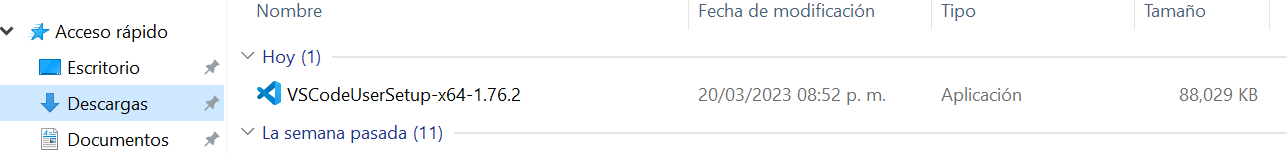 Nombre Fecha de modificación Tipo Tamaño
Acceso rápido
Hoy (1)
Escritorio
VSCodeUserSetup-x64-1.76.2 20/03/2023 08:52 p. m. Aplicación 88,029 KB
Descargas
La semana pasada (11)
Documentos